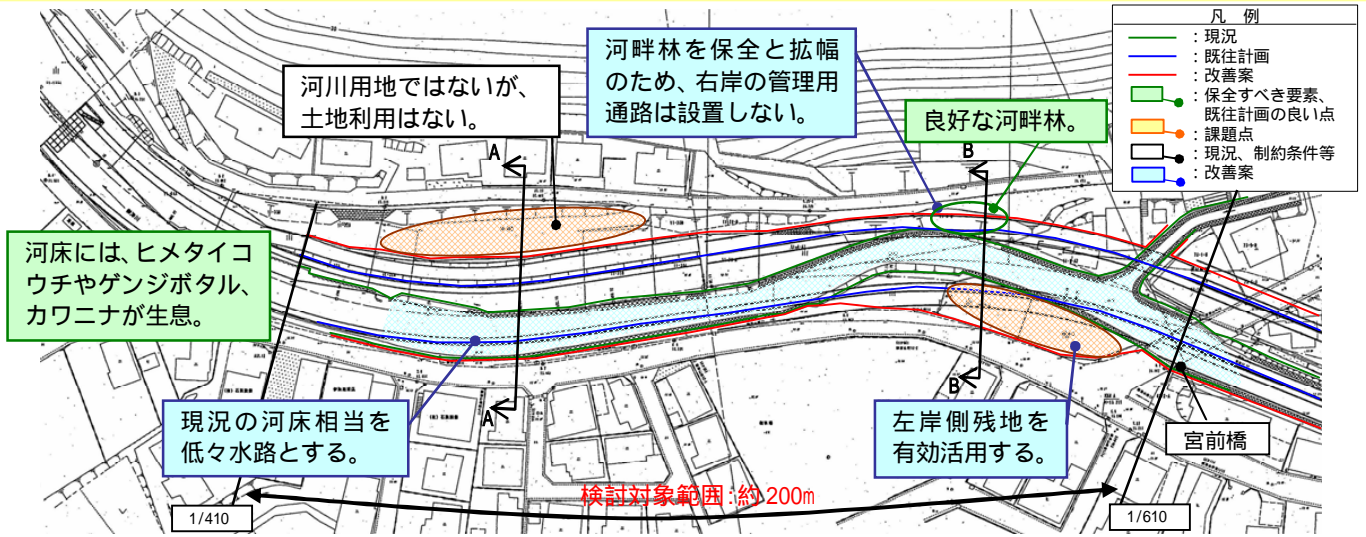 凡 例
：現況
：既往計画
：改善案
：保全すべき要素、
既往計画の良い点
：課題点
：現況、制約条件等
：改善案
河川用地ではないが、
土地利用はない。
河畔林を保全と拡幅
のため、右岸の管理用
通路は設置しない。
良好な河畔林。
A
B
河床には、ヒメタイコ
ウチやゲンジボタル、
カワニナが生息。
A
B
現況の河床相当を
低々水路とする。
左岸側残地を
有効活用する。
宮前橋
検討対象範囲：約200m
1/410
1/610